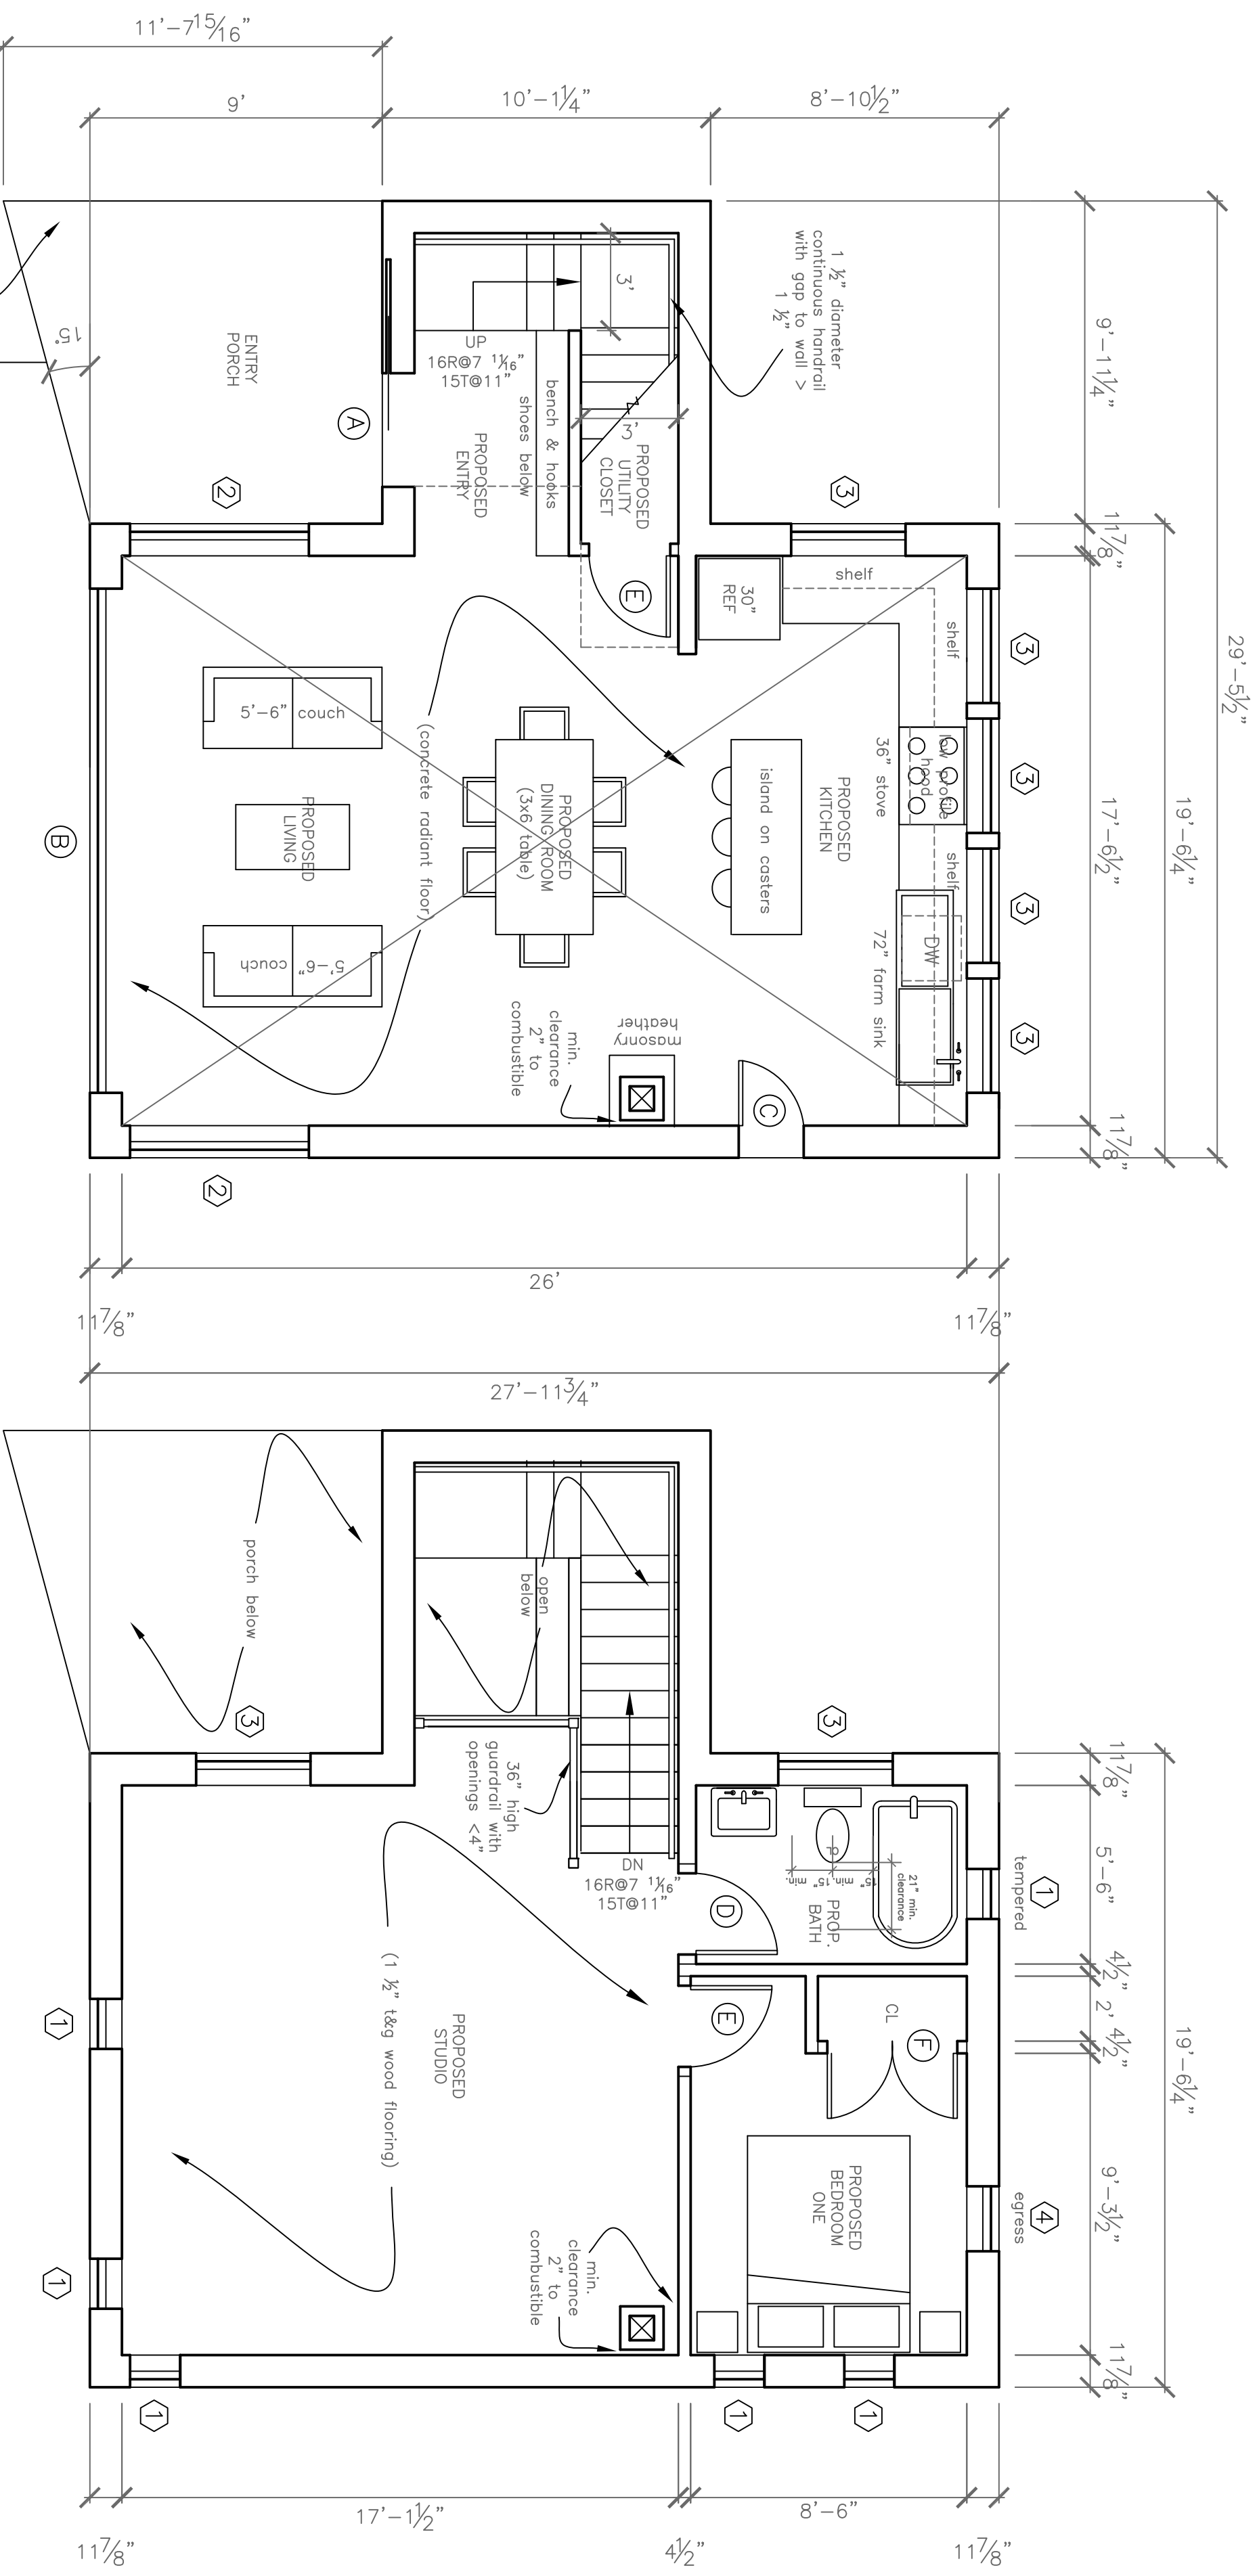 11'-7 15/16"
9'
10'-1 1/4"
8'-10 1/2"
9'-11 1/4"
11 7/8"
17'-6 1/2"
11 7/8"
19'-6 1/4"
29'-5 1/2"
1 ½" diameter
continuous handrail
with gap to wall >
1 ½"
3'
UP
16R@7 11/16"
15T@11"
3'
bench & hooks
shoes below
PROPOSED
ENTRY
PROPOSED
UTILITY
CLOSET
ENTRY
PORCH
15°
A
2
3
E
30"
REF
shelf
shelf
3
low profile
hood
36" stove
3
shelf
3
DW
72" farm sink
3
PROPOSED
KITCHEN
island on casters
PROPOSED
DINING ROOM
(3x6 table)
(concrete radiant floor)
5'-6" couch
PROPOSED
LIVING
5'-6" couch
B
min.
clearance
2" to
combustible
masonry
heather
C
2
11 7/8"
26'
11 7/8"
27'-11 3/4"
porch below
open
below
3
3
36" high
guardrail with
openings <4"
DN
16R@7 11/16"
15T@11"
11 7/8"
5'-6"
4 1/2"
2'
4 1/2"
9'-3 1/2"
11 7/8"
19'-6 1/4"
1
tempered
21" min.
clearance
15" min.
15" min.
PROP.
BATH
D
E
CL
F
PROPOSED
STUDIO
(1 ½" t&g wood flooring)
PROPOSED
BEDROOM
ONE
4
egress
1
1
min.
clearance
2" to
combustible
1
1
1
11 7/8"
17'-1 1/2"
4 1/2"
8'-6"
11 7/8"